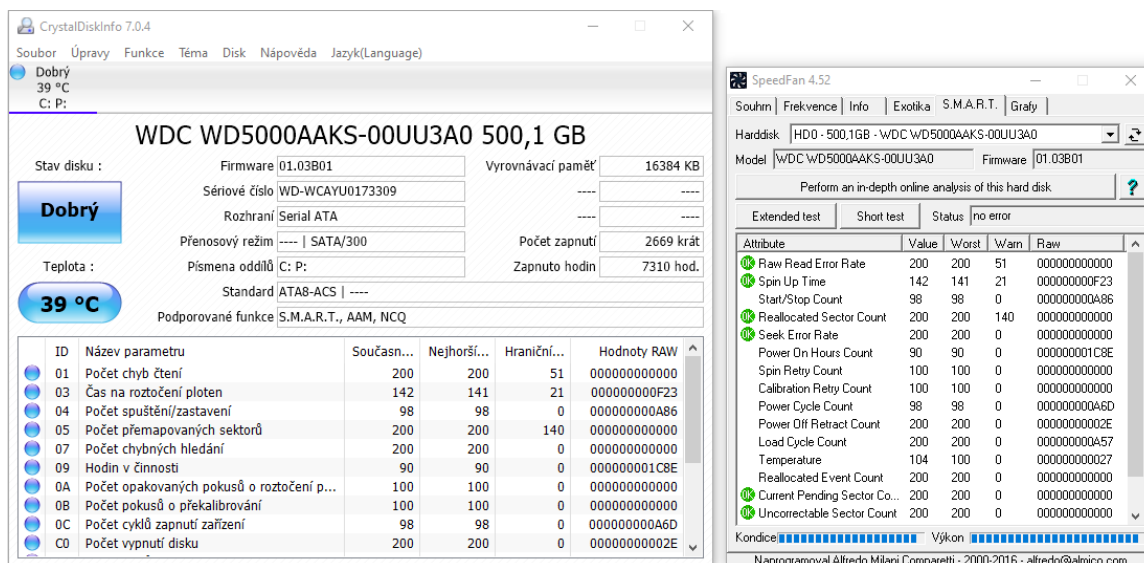 CrystalDiskInfo 7.0.4
Soubor Úpravy Funkce Téma Disk Nápověda Jazyk(Language)
Dobrý
39 °C
C: P:
WDC WD5000AAKS-00UU3A0 500,1 GB
Stav disku :
Dobrý
Teplota :
39 °C
Firmware 01.03B01
Sériové číslo WD-WCAYU0173309
Rozhraní Serial ATA
Přenosový režim ---- | SATA/300
Písmena oddílů C: P:
Standard ATA8-ACS | ----
Podporované funkce S.M.A.R.T., AAM, NCQ
Vyrovnávací paměť 16384 KB
---- ----
---- ----
Počet zapnutí 2669 krát
Zapnuto hodin 7310 hod.
ID Název parametru Současn... Nejhorší... Hraniční... Hodnoty RAW
01 Počet chyb čtení 200 200 51 000000000000
03 Čas na roztočení ploten 142 141 21 000000000F23
04 Počet spuštění/zastavení 98 98 0 000000000A86
05 Počet přemapovaných sektorů 200 200 140 000000000000
07 Počet chybných hledání 200 200 0 000000000000
09 Hodin v činnosti 90 90 0 000000001C8E
0A Počet opakovaných pokusů o roztočení p... 100 100 0 000000000000
0B Počet pokusů o překalibrování 100 100 0 000000000000
0C Počet cyklů zapnutí zařízení 98 98 0 000000000A6D
C0 Počet vypnutí disku 200 200 0 00000000002E
SpeedFan 4.52
Souhrn Frekvence Info Exotika S.M.A.R.T. Grafy
Harddisk HD0 - 500,1GB - WDC WD5000AAKS-00UU3A0
Model WDC WD5000AAKS-00UU3A0 Firmware 01.03B01
Perform an in-depth online analysis of this hard disk ?
Extended test Short test Status no error
Attribute Value Worst Warn Raw
OK Raw Read Error Rate 200 200 51 000000000000
OK Spin Up Time 142 141 21 000000000F23
Start/Stop Count 98 98 0 000000000A86
OK Reallocated Sector Count 200 200 140 000000000000
OK Seek Error Rate 200 200 0 000000000000
Power On Hours Count 90 90 0 000000001C8E
Spin Retry Count 100 100 0 000000000000
Calibration Retry Count 100 100 0 000000000000
Power Cycle Count 98 98 0 000000000A6D
Power Off Retract Count 200 200 0 00000000002E
Load Cycle Count 200 200 0 000000000A57
Temperature 104 100 0 000000000027
Reallocated Event Count 200 200 0 000000000000
OK Current Pending Sector Co... 200 200 0 000000000000
OK Uncorrectable Sector Count 200 200 0 000000000000
Kondice Výkon
Naprogramoval Alfredo Milani Comparetti - 2000-2016 - alfredo@almico.com